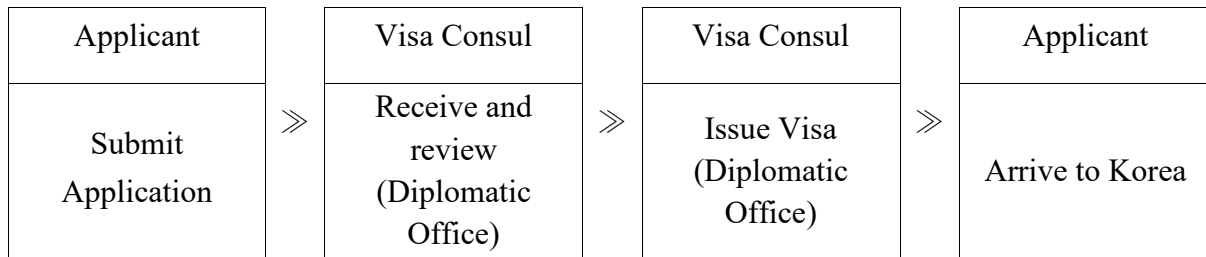 Applicant
Submit
Application
≫
Visa Consul
Receive and
review
(Diplomatic
Office)
≫
Visa Consul
Issue Visa
(Diplomatic
Office)
≫
Applicant
Arrive to Korea